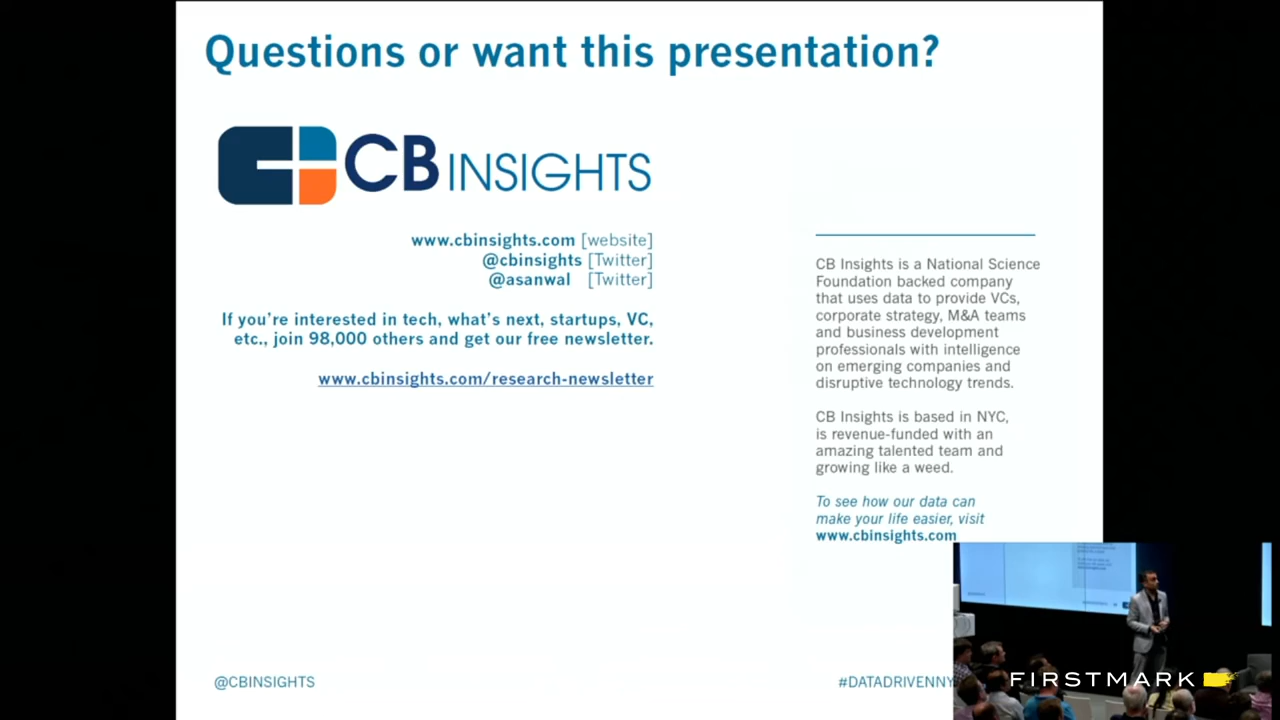 Questions or want this presentation?
CB INSIGHTS
www.cbinsights.com [website]
@cbinsights [Twitter]
@asanwal [Twitter]
If you're interested in tech, what's next, startups, VC,
etc., join 98,000 others and get our free newsletter.
www.cbinsights.com/research-newsletter
CB Insights is a National Science
Foundation backed company
that uses data to provide VCs,
corporate strategy, M&A teams
and business development
professionals with intelligence
on emerging companies and
disruptive technology trends.
CB Insights is based in NYC,
is revenue-funded with an
amazing talented team and
growing like a weed.
To see how our data can
make your life easier, visit
www.cbinsights.com
@CBINSIGHTS
#DATADRIVENNY
FIRSTMARK